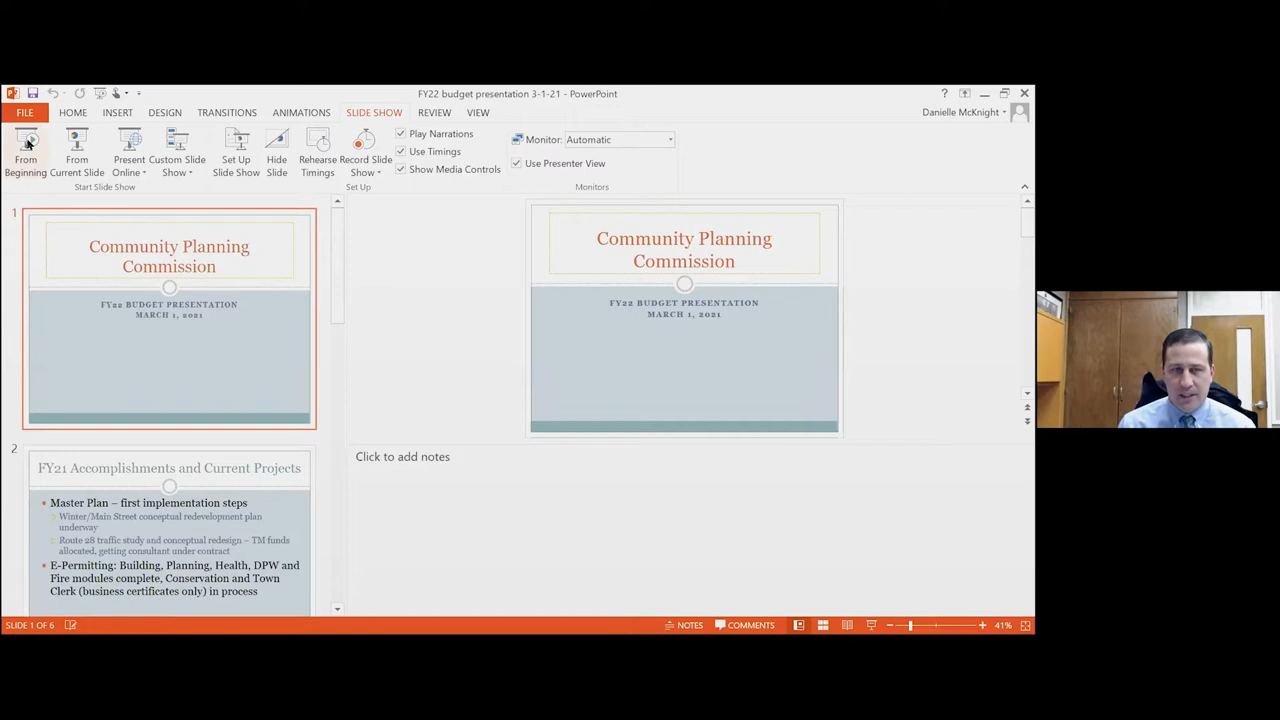 FY22 budget presentation 3-1-21 - PowerPoint
FILE HOME INSERT DESIGN TRANSITIONS ANIMATIONS SLIDE SHOW REVIEW VIEW
Danielle McKnight
From Beginning
From Current Slide
Present Online
Custom Slide Show
Set Up Slide Show
Hide Slide
Rehearse Timings
Record Slide Show
Play Narrations
Use Timings
Show Media Controls
Monitor: Automatic
Use Presenter View
Start Slide Show
Set Up
Monitors
1
Community Planning
Commission
FY22 BUDGET PRESENTATION
MARCH 1, 2021
2
FY21 Accomplishments and Current Projects
Master Plan – first implementation steps
Winter/Main Street conceptual redevelopment plan
underway
Route 28 traffic study and conceptual redesign – TM funds
allocated, getting consultant under contract
E-Permitting: Building, Planning, Health, DPW and
Fire modules complete, Conservation and Town
Clerk (business certificates only) in process
Community Planning
Commission
FY22 BUDGET PRESENTATION
MARCH 1, 2021
Click to add notes
SLIDE 1 OF 6
NOTES
COMMENTS
41%